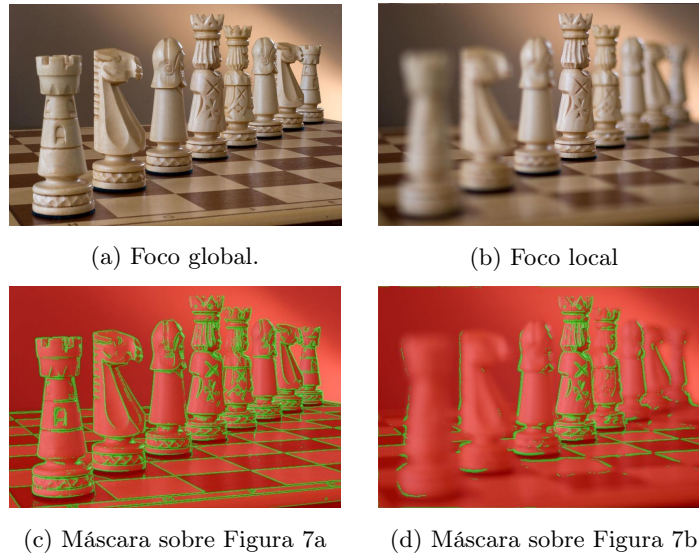 (a) Foco global.
(b) Foco local
(c) Máscara sobre Figura 7a
(d) Máscara sobre Figura 7b